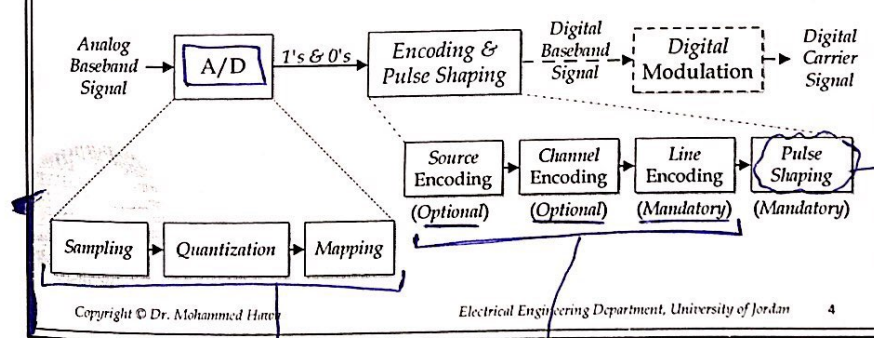 Analog
Baseband
Signal
A/D
1's & 0's
Encoding &
Pulse Shaping
Digital
Baseband
Signal
Digital
Modulation
Digital
Carrier
Signal
Source
Encoding
(Optional)
Channel
Encoding
(Optional)
Line
Encoding
(Mandatory)
Pulse
Shaping
(Mandatory)
Sampling
Quantization
Mapping
Copyright © Dr. Mohammed Hawa
Electrical Engineering Department, University of Jordan 4